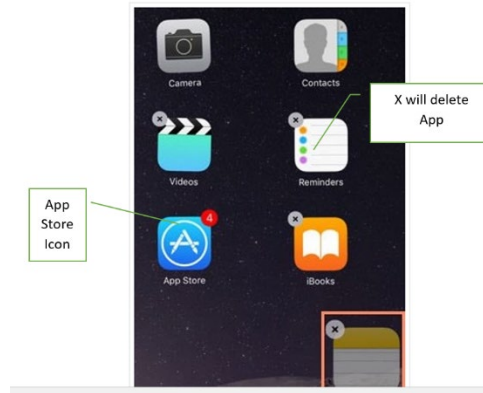 Camera
Contacts
X will delete
App
Videos
Reminders
App
Store
Icon
4
App Store
iBooks